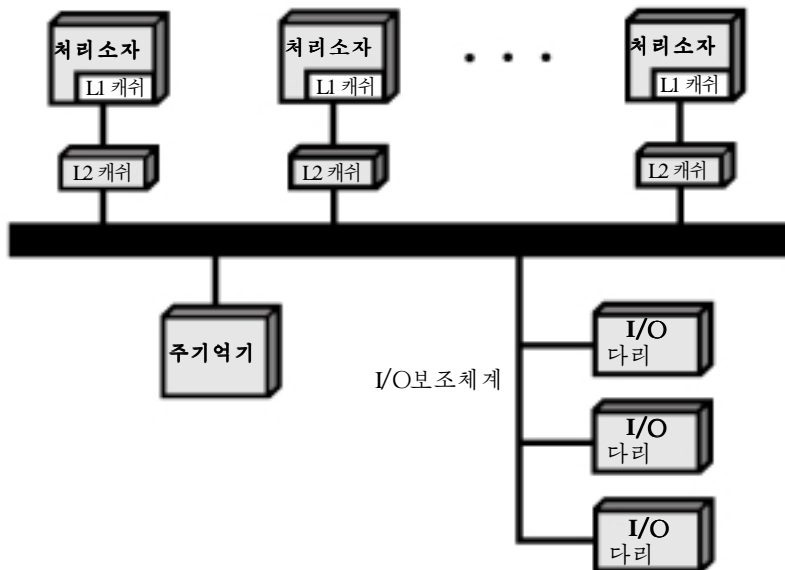 처리소자
L1 캐쉬
처리소자
L1 캐쉬
처리소자
L1 캐쉬
L2 캐쉬
L2 캐쉬
L2 캐쉬
주기억기
I/O보조체계
I/O
다리
I/O
다리
I/O
다리